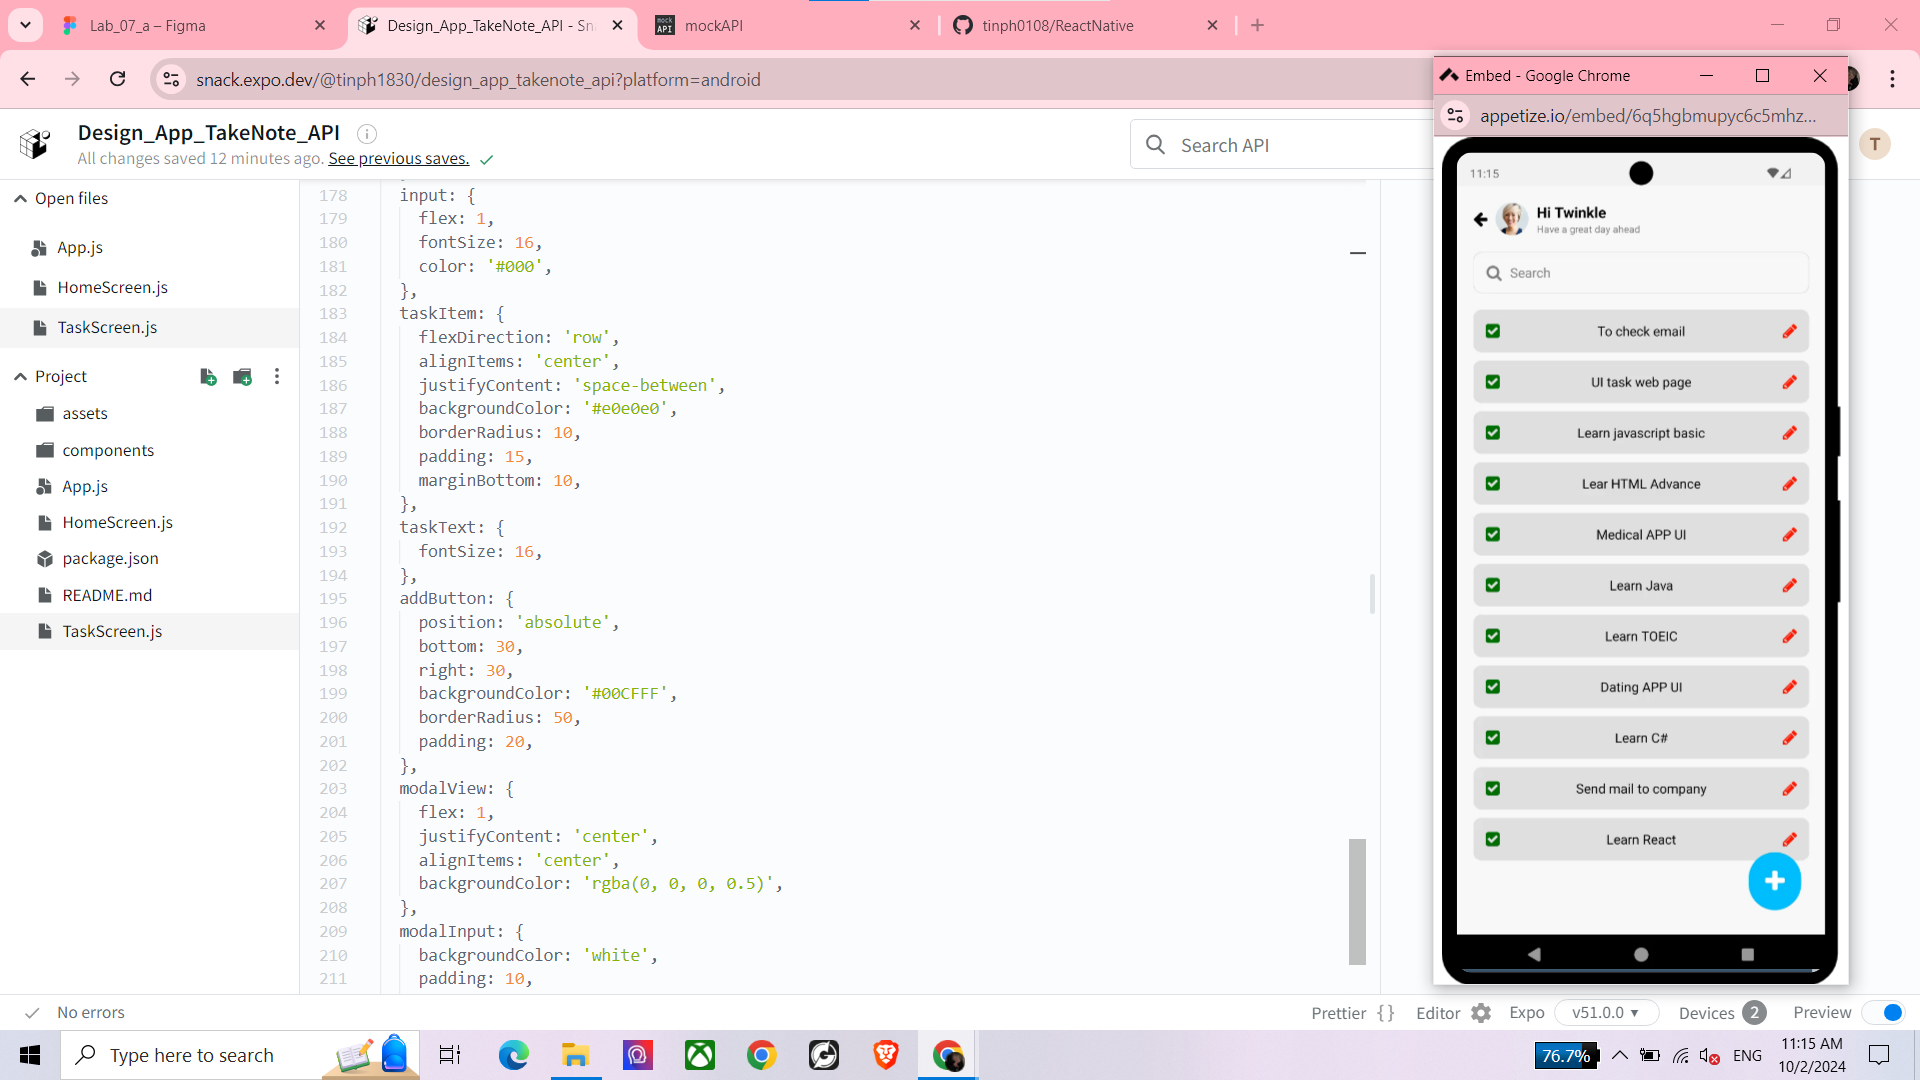 Lab_07_a – Figma
Design_App_TakeNote_API - Sn
mockAPI
tinph0108/ReactNative
snack.expo.dev/@tinph1830/design_app_takenote_api?platform=android
Embed - Google Chrome
appetize.io/embed/6q5hgbmupyc6c5mhz...
Design_App_TakeNote_API
All changes saved 12 minutes ago. See previous saves.
Search API
T
Open files
App.js
HomeScreen.js
TaskScreen.js
Project
assets
components
App.js
HomeScreen.js
package.json
README.md
TaskScreen.js
178 input: {
179 flex: 1,
180 fontSize: 16,
181 color: '#000',
182 },
183 taskItem: {
184 flexDirection: 'row',
185 alignItems: 'center',
186 justifyContent: 'space-between',
187 backgroundColor: '#e0e0e0',
188 borderRadius: 10,
189 padding: 15,
190 marginBottom: 10,
191 },
192 taskText: {
193 fontSize: 16,
194 },
195 addButton: {
196 position: 'absolute',
197 bottom: 30,
198 right: 30,
199 backgroundColor: '#00CFFF',
200 borderRadius: 50,
201 padding: 20,
202 },
203 modalView: {
204 flex: 1,
205 justifyContent: 'center',
206 alignItems: 'center',
207 backgroundColor: 'rgba(0, 0, 0, 0.5)',
208 },
209 modalInput: {
210 backgroundColor: 'white',
211 padding: 10,
11:15
Hi Twinkle
Have a great day ahead
Search
To check email
UI task web page
Learn javascript basic
Lear HTML Advance
Medical APP UI
Learn Java
Learn TOEIC
Dating APP UI
Learn C#
Send mail to company
Learn React
No errors
Prettier {}
Editor
Expo
v51.0.0
Devices 2
Preview
Type here to search
76.7%
ENG
11:15 AM
10/2/2024